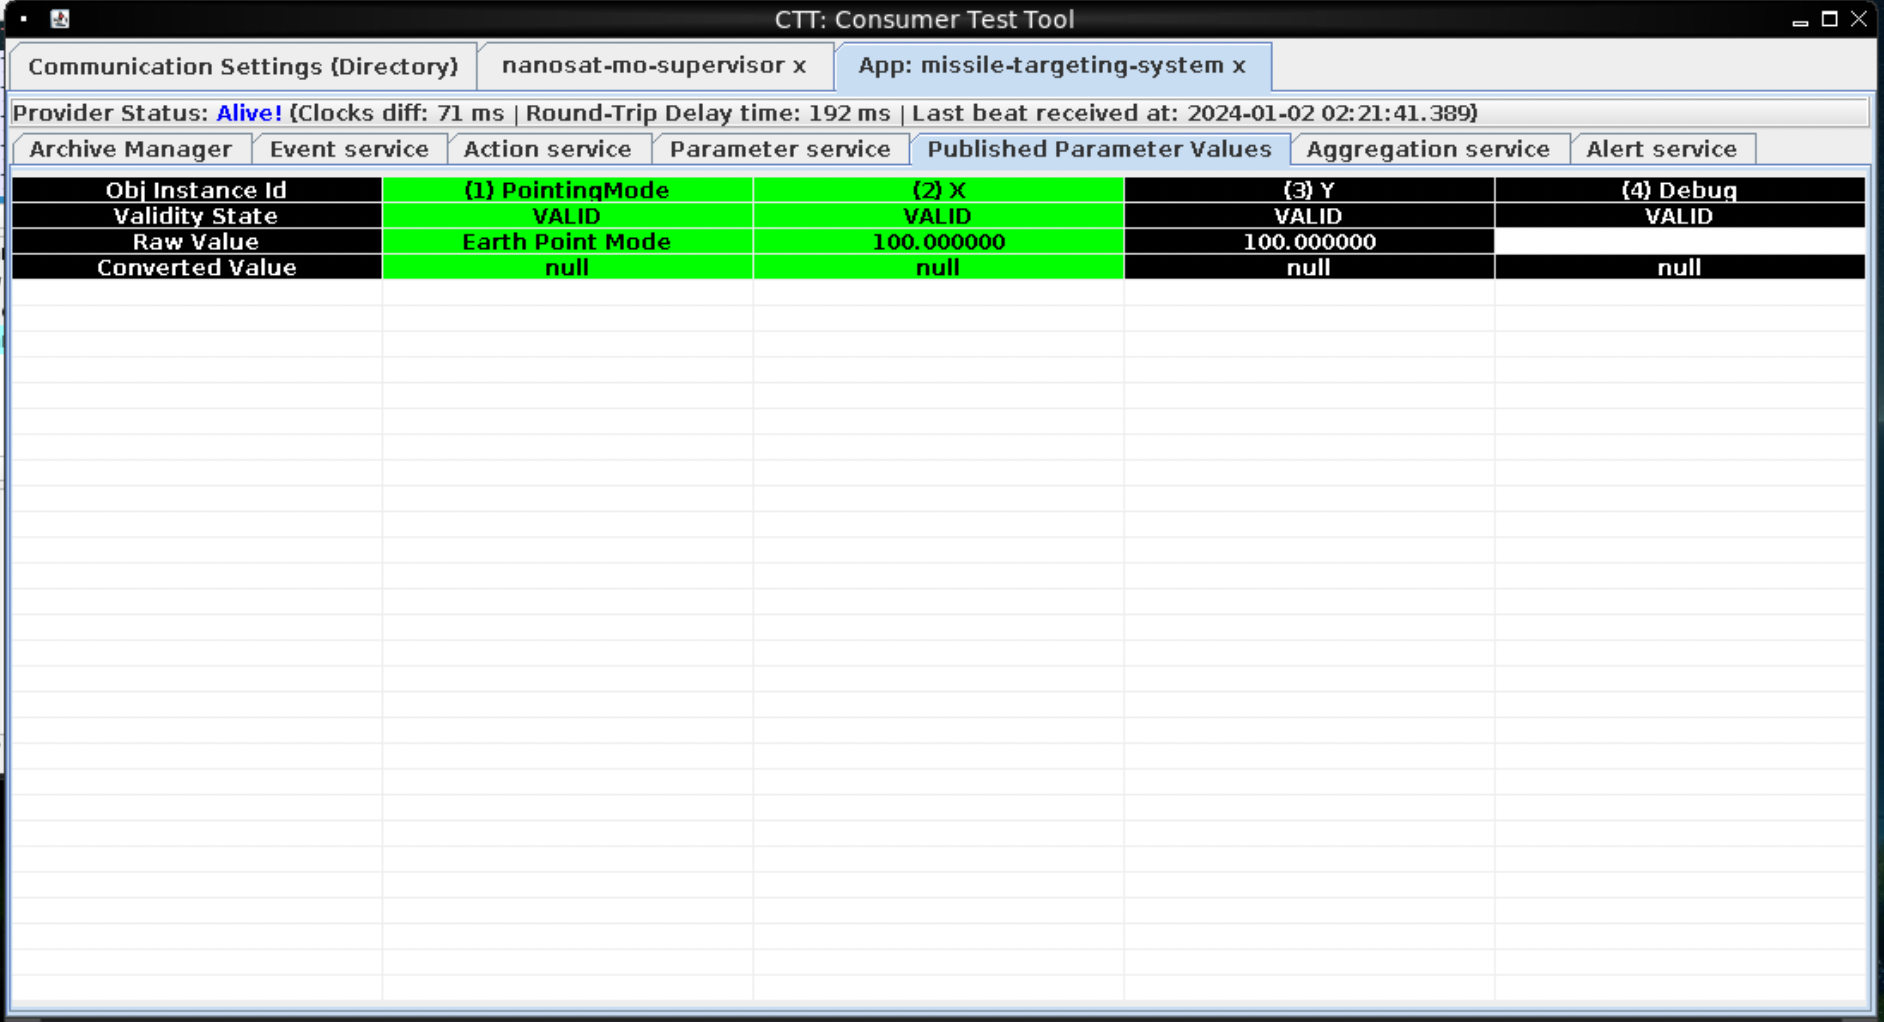 CTT: Consumer Test Tool
Communication Settings (Directory) nanosat-mo-supervisor x App: missile-targeting-system x
Provider Status: Alive! (Clocks diff: 71 ms | Round-Trip Delay time: 192 ms | Last beat received at: 2024-01-02 02:21:41.389)
Archive Manager Event service Action service Parameter service Published Parameter Values Aggregation service Alert service
Obj Instance Id (1) PointingMode (2) X (3) Y (4) Debug
Validity State VALID VALID VALID VALID
Raw Value Earth Point Mode 100.000000 100.000000
Converted Value null null null null